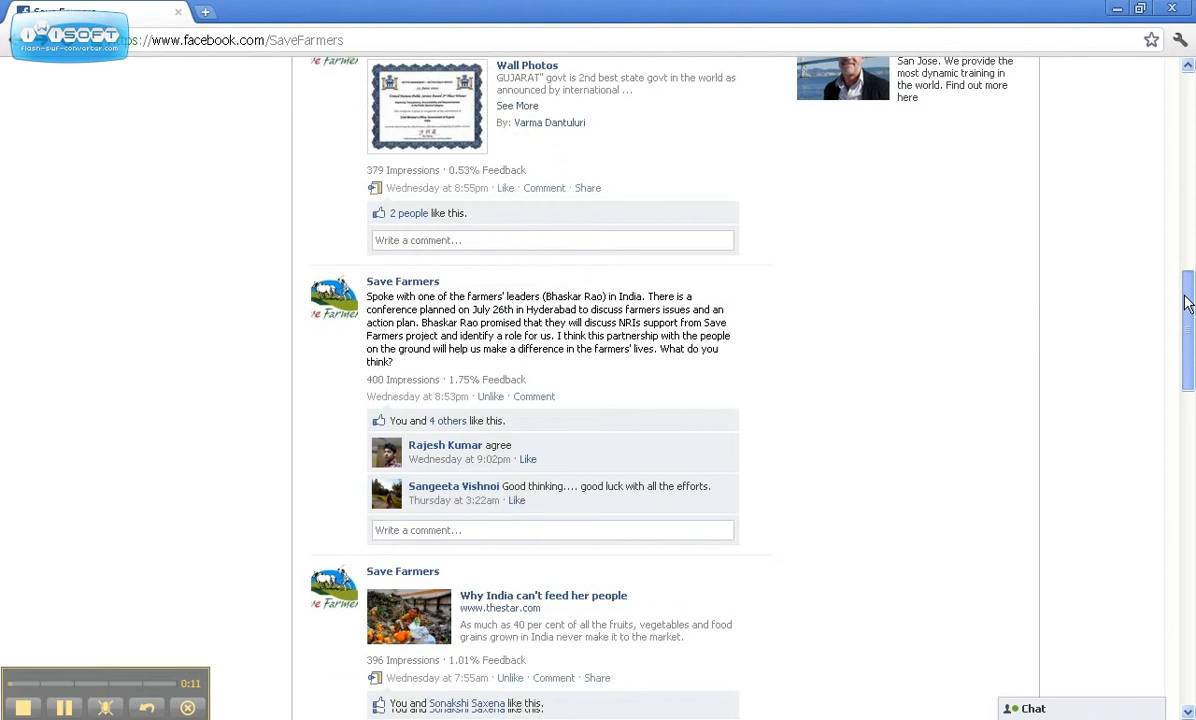 Save Farmers
iWiSOFT
flash-swf-converter.com
://www.facebook.com/SaveFarmers
Wall Photos
GUJARAT" govt is 2nd best state govt in the world as
announced by international ...
See More
By: Varma Dantuluri
San Jose. We provide the
most dynamic training in
the world. Find out more
here
379 Impressions · 0.53% Feedback
Wednesday at 8:55pm · Like · Comment · Share
2 people like this.
Write a comment...
Save Farmers
Spoke with one of the farmers' leaders (Bhaskar Rao) in India. There is a
conference planned on July 26th in Hyderabad to discuss farmers issues and an
action plan. Bhaskar Rao promised that they will discuss NRIs support from Save
Farmers project and identify a role for us. I think this partnership with the people
on the ground will help us make a difference in the farmers' lives. What do you
think?
400 Impressions · 1.75% Feedback
Wednesday at 8:53pm · Unlike · Comment
You and 4 others like this.
Rajesh Kumar agree
Wednesday at 9:02pm · Like
Sangeeta Vishnoi Good thinking.... good luck with all the efforts.
Thursday at 3:22am · Like
Write a comment...
Save Farmers
Why India can't feed her people
www.thestar.com
As much as 40 per cent of all the fruits, vegetables and food
grains grown in India never make it to the market.
396 Impressions · 1.01% Feedback
Wednesday at 7:55am · Unlike · Comment · Share
You and Sonakshi Saxena like this.
0:11
Chat